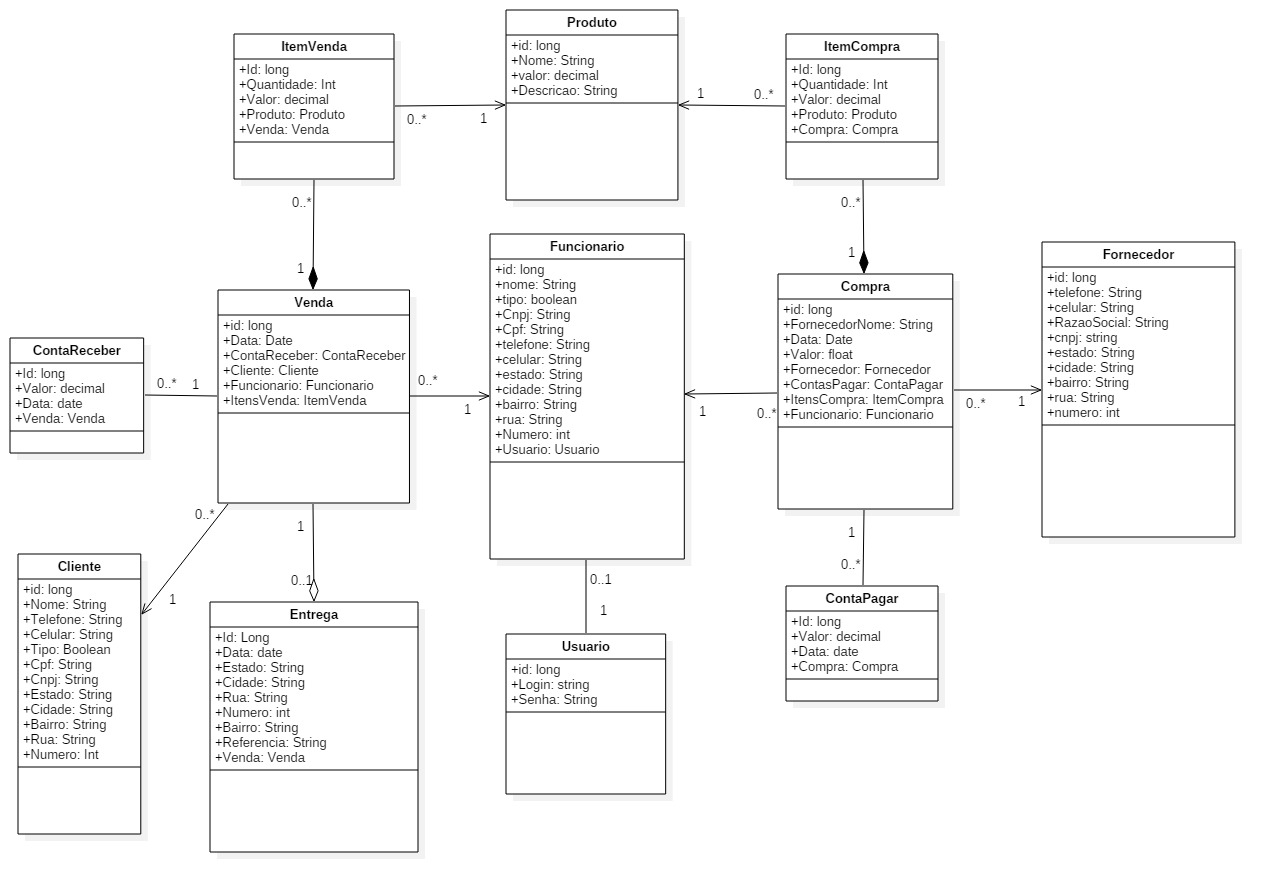 Produto
+id: long
+Nome: String
+valor: decimal
+Descricao: String
ItemVenda
+Id: long
+Quantidade: Int
+Valor: decimal
+Produto: Produto
+Venda: Venda
ItemCompra
+Id: long
+Quantidade: Int
+Valor: decimal
+Produto: Produto
+Compra: Compra
0..*
1
1
0..*
0..*
1
0..*
1
Funcionario
+id: long
+nome: String
+tipo: boolean
+Cnpj: String
+Cpf: String
+telefone: String
+celular: String
+estado: String
+cidade: String
+bairro: String
+rua: String
+Numero: int
+Usuario: Usuario
Fornecedor
+id: long
+telefone: String
+celular: String
+RazaoSocial: String
+cnpj: string
+estado: String
+cidade: String
+bairro: String
+rua: String
+numero: int
Compra
+id: long
+FornecedorNome: String
+Data: Date
+Valor: float
+Fornecedor: Fornecedor
+ContasPagar: ContaPagar
+ItensCompra: ItemCompra
+Funcionario: Funcionario
Venda
+id: long
+Data: Date
+ContaReceber: ContaReceber
+Cliente: Cliente
+Funcionario: Funcionario
+ItensVenda: ItemVenda
ContaReceber
+Id: long
+Valor: decimal
+Data: date
+Venda: Venda
0..*
1
0..*
1
1
0..*
0..*
1
0..*
1
1
0..1
1
0..*
0..1
1
Cliente
+id: long
+Nome: String
+Telefone: String
+Celular: String
+Tipo: Boolean
+Cpf: String
+Cnpj: String
+Estado: String
+Cidade: String
+Bairro: String
+Rua: String
+Numero: Int
Entrega
+Id: Long
+Data: date
+Estado: String
+Cidade: String
+Rua: String
+Numero: int
+Bairro: String
+Referencia: String
+Venda: Venda
Usuario
+id: long
+Login: string
+Senha: String
ContaPagar
+Id: long
+Valor: decimal
+Data: date
+Compra: Compra